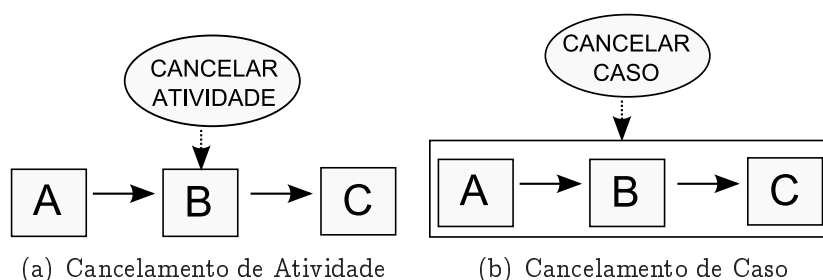 CANCELAR
ATIVIDADE
A
B
C
(a) Cancelamento de Atividade
CANCELAR
CASO
A
B
C
(b) Cancelamento de Caso